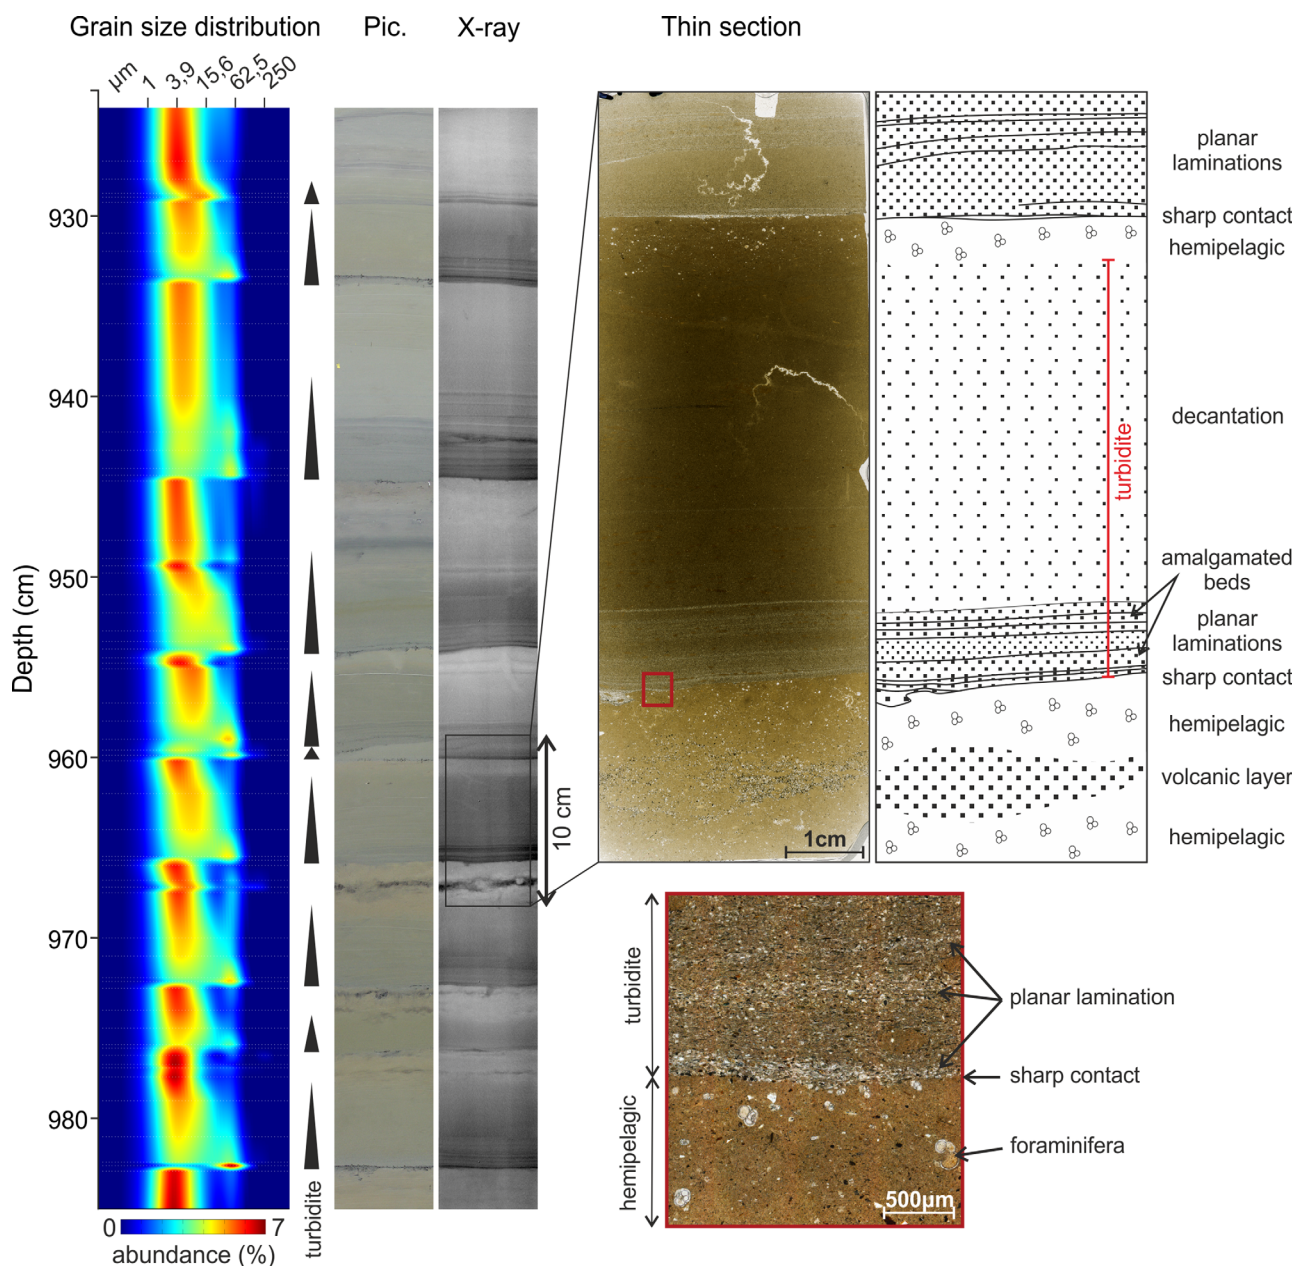 Grain size distribution
Pic.
X-ray
Thin section
µm
1
3,9
15,6
62,5
250
Depth (cm)
930
940
950
960
970
980
0
7
abundance (%)
turbidite
10 cm
1cm
planar
laminations
sharp contact
hemipelagic
decantation
turbidite
amalgamated
beds
planar
laminations
sharp contact
hemipelagic
volcanic layer
hemipelagic
turbidite
hemipelagic
planar lamination
sharp contact
foraminifera
500µm